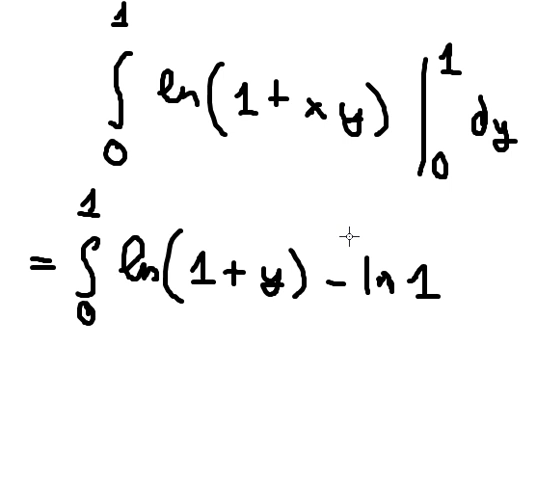 ∫₀¹ ln(1+xy) |₀¹ dy
= ∫₀¹ ln(1+y) - ln 1